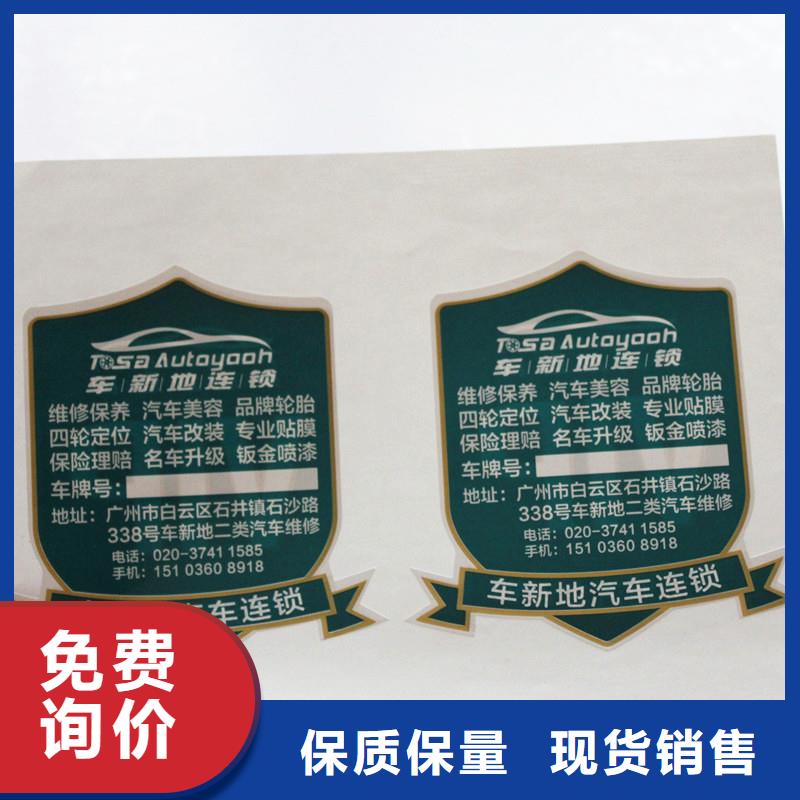 Tosa Autoyooh
车新地连锁
维修保养 汽车美容 品牌轮胎
四轮定位 汽车改装 专业贴膜
保险理赔 名车升级 钣金喷漆
车牌号:
地址: 广州市白云区石井镇石沙路
338号车新地二类汽车维修
电话: 020-3741 1585
手机: 151 0360 8918
车连锁
Tosa Autoyooh
车新地连锁
维修保养 汽车美容 品牌轮胎
四轮定位 汽车改装 专业贴膜
保险理赔 名车升级 钣金喷漆
车牌号:
地址: 广州市白云区石井镇石沙路
338号车新地二类汽车维修
电话: 020-3741 1585
手机: 151 0360 8918
车新地汽车连锁
免费
询价
保质保量 现货销售